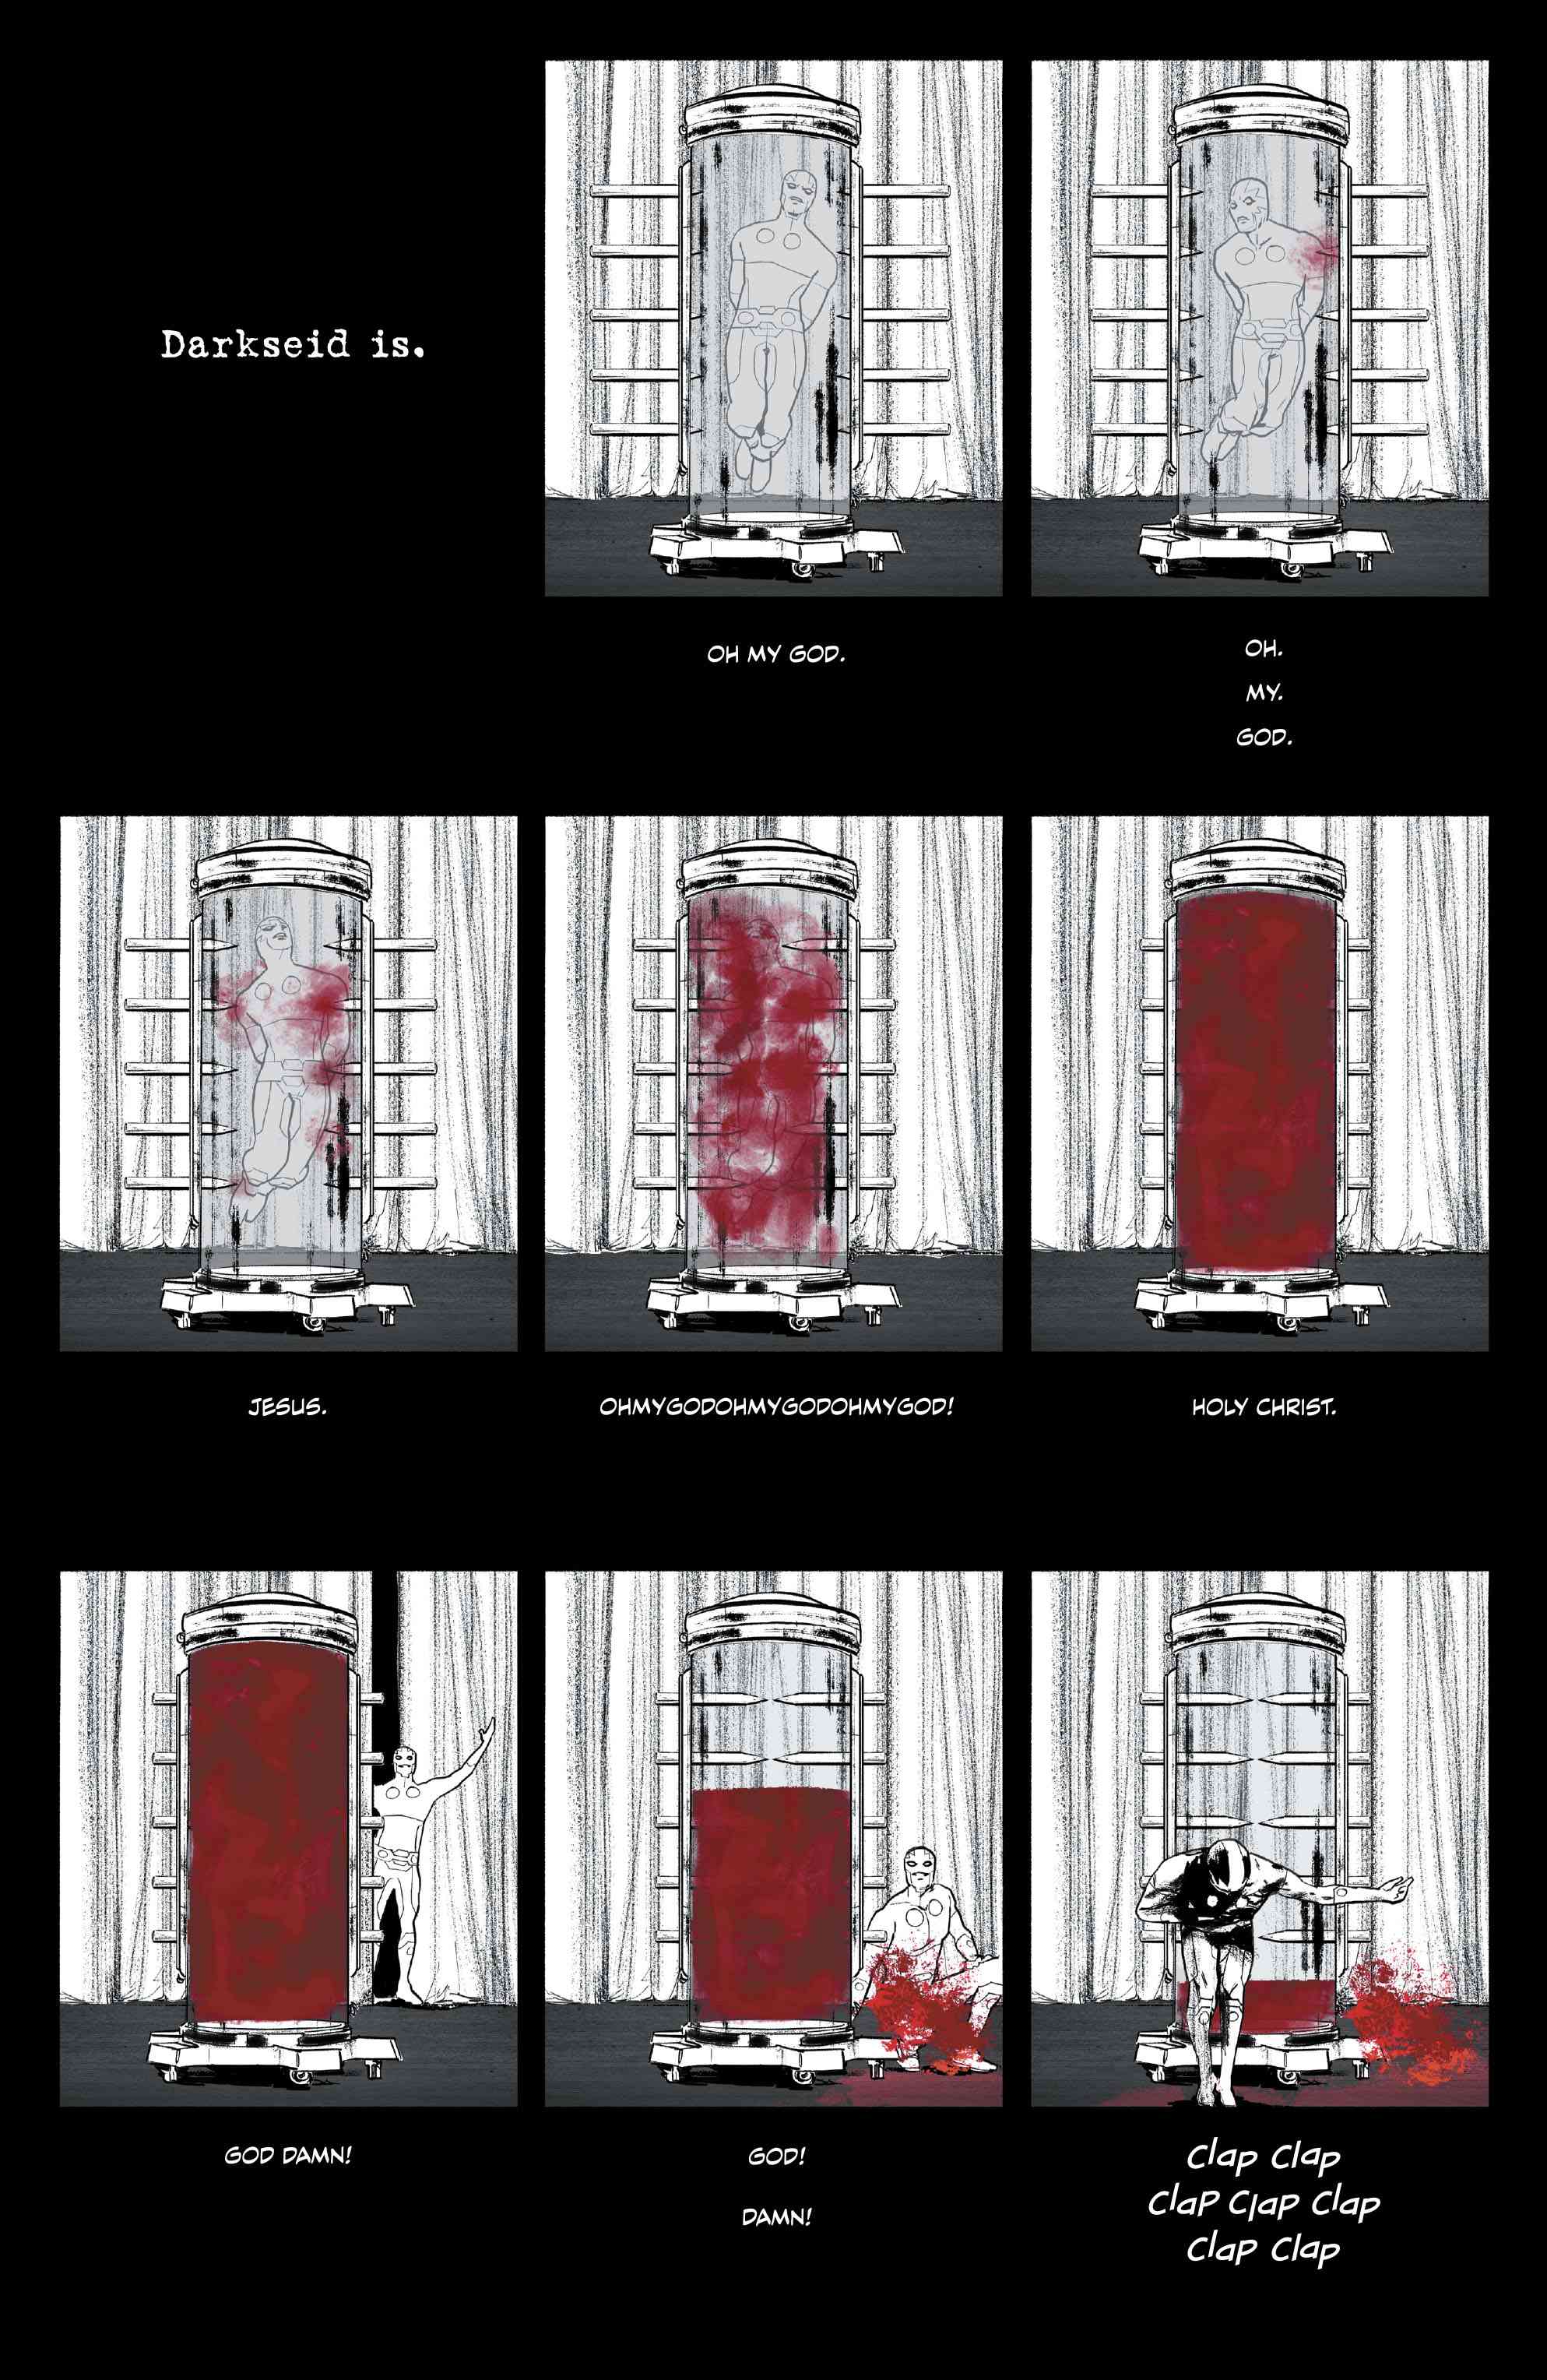 Darkseid is.
OH MY GOD.
OH.
MY.
GOD.
JESUS.
OHMYGODOHMYGODOHMYGOD!
HOLY CHRIST.
GOD DAMN!
GOD!
DAMN!
Clap Clap
Clap Clap Clap
Clap Clap